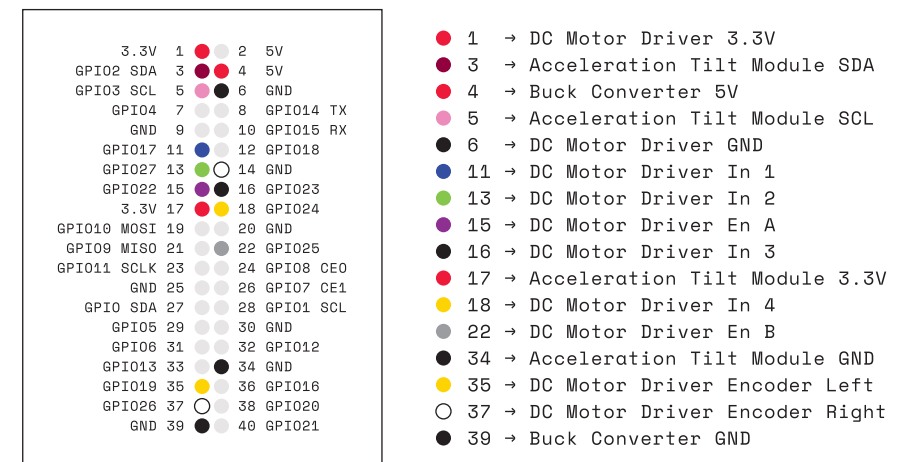 3.3V 1 2 5V
GPIO2 SDA 3 4 5V
GPIO3 SCL 5 6 GND
GPIO4 7 8 GPIO14 TX
GND 9 10 GPIO15 RX
GPIO17 11 12 GPIO18
GPIO27 13 14 GND
GPIO22 15 16 GPIO23
3.3V 17 18 GPIO24
GPIO10 MOSI 19 20 GND
GPIO9 MISO 21 22 GPIO25
GPIO11 SCLK 23 24 GPIO8 CEO
GND 25 26 GPIO7 CE1
GPIO SDA 27 28 GPIO1 SCL
GPIO5 29 30 GND
GPIO6 31 32 GPIO12
GPIO13 33 34 GND
GPIO19 35 36 GPIO16
GPIO26 37 38 GPIO20
GND 39 40 GPIO21
1 → DC Motor Driver 3.3V
3 → Acceleration Tilt Module SDA
4 → Buck Converter 5V
5 → Acceleration Tilt Module SCL
6 → DC Motor Driver GND
11 → DC Motor Driver In 1
13 → DC Motor Driver In 2
15 → DC Motor Driver En A
16 → DC Motor Driver In 3
17 → Acceleration Tilt Module 3.3V
18 → DC Motor Driver In 4
22 → DC Motor Driver En B
34 → Acceleration Tilt Module GND
35 → DC Motor Driver Encoder Left
37 → DC Motor Driver Encoder Right
39 → Buck Converter GND